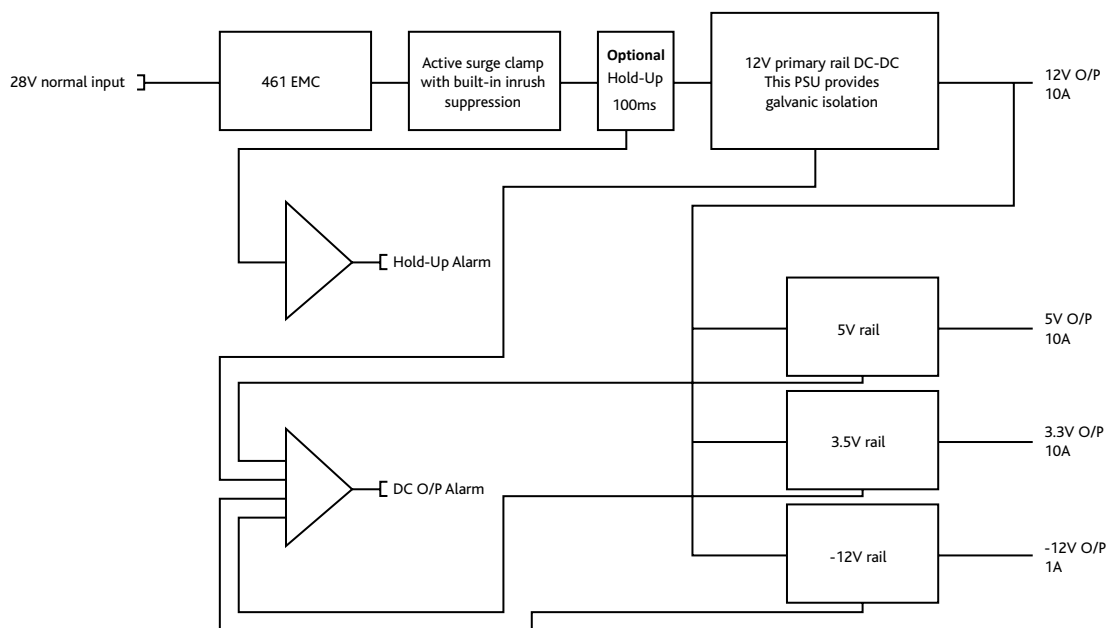 28V normal input
461 EMC
Active surge clamp
with built-in inrush
suppression
Optional
Hold-Up
100ms
12V primary rail DC-DC
This PSU provides
galvanic isolation
12V O/P
10A
Hold-Up Alarm
5V rail
5V O/P
10A
3.5V rail
3.3V O/P
10A
DC O/P Alarm
-12V rail
-12V O/P
1A